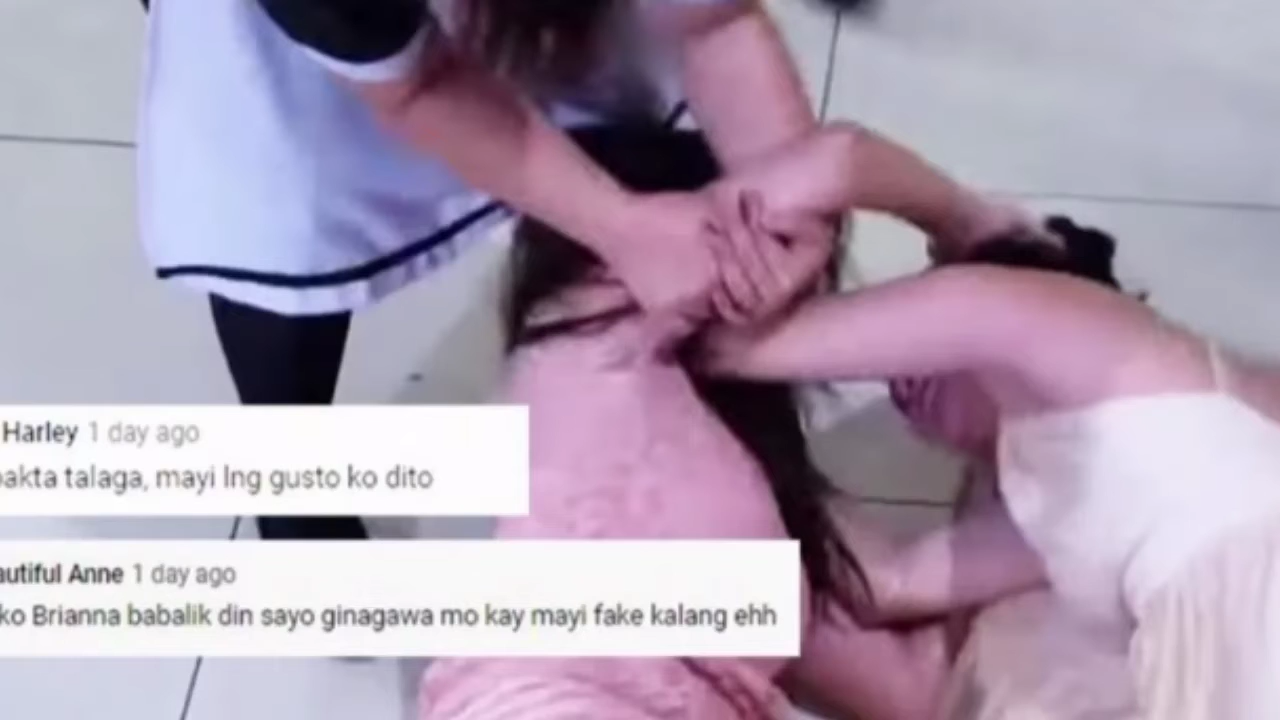 Harley 1 day ago
pakta talaga, mayi lng gusto ko dito
autiful Anne 1 day ago
ko Brianna babalik din sayo ginagawa mo kay mayi fake kalang ehh